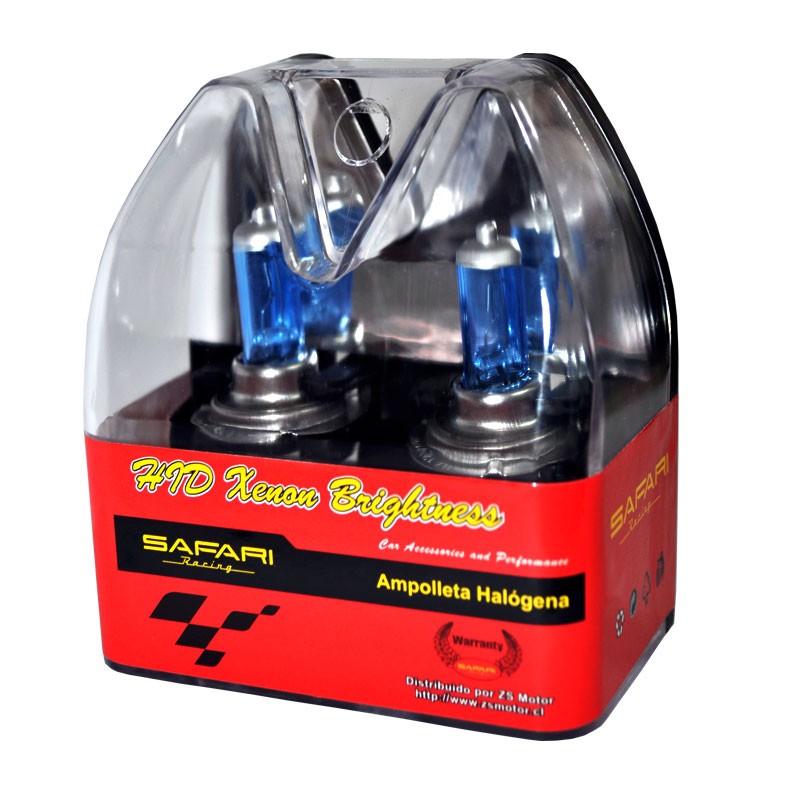 HID Xenon Brightness
Car Accessories and Performance
SAFARI
Racing
Ampolleta Halógena
Warranty
SAFARI
Distribuido por ZS Motor
http://www.zsmotor.cl
SAFARI
Racing